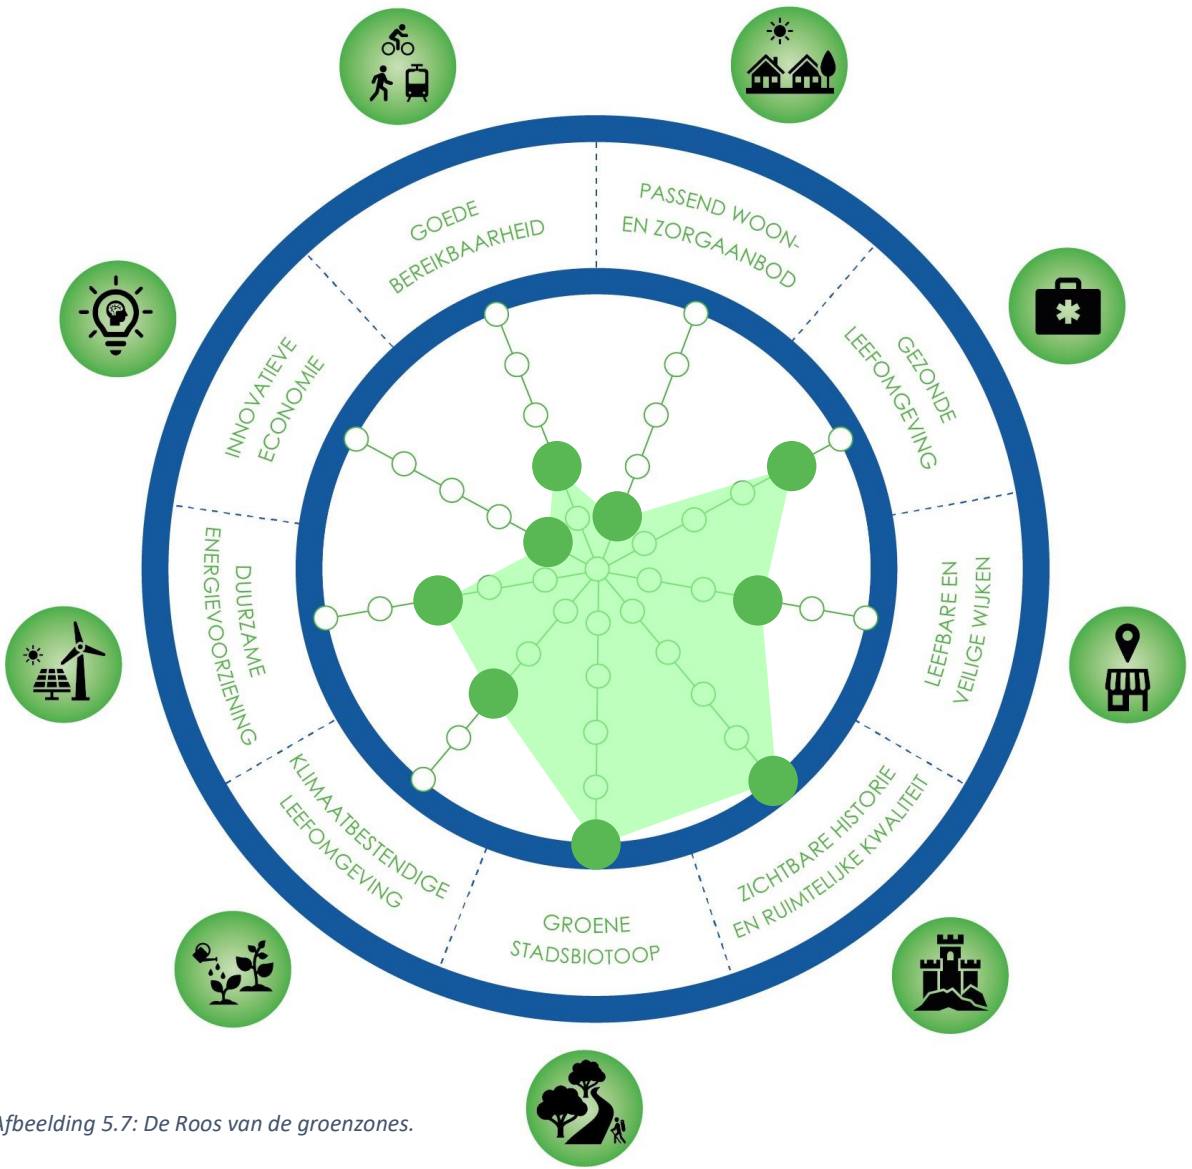 GOEDE
BEREIKBAARHEID
PASSEND WOON-
EN ZORGAANBOD
GEZONDE
LEEFOMGEVING
LEEFBARE EN
VEILIGE WIJKEN
ZICHTBARE HISTORIE
EN RUIMTELIJKE KWALITEIT
GROENE
STADSBIOTOOP
KLIMAATBESTENDIGE
LEEFOMGEVING
DUURZAME
ENERGIEVOORZIENING
INNOVATIEVE
ECONOMIE
Afbeelding 5.7: De Roos van de groenzones.